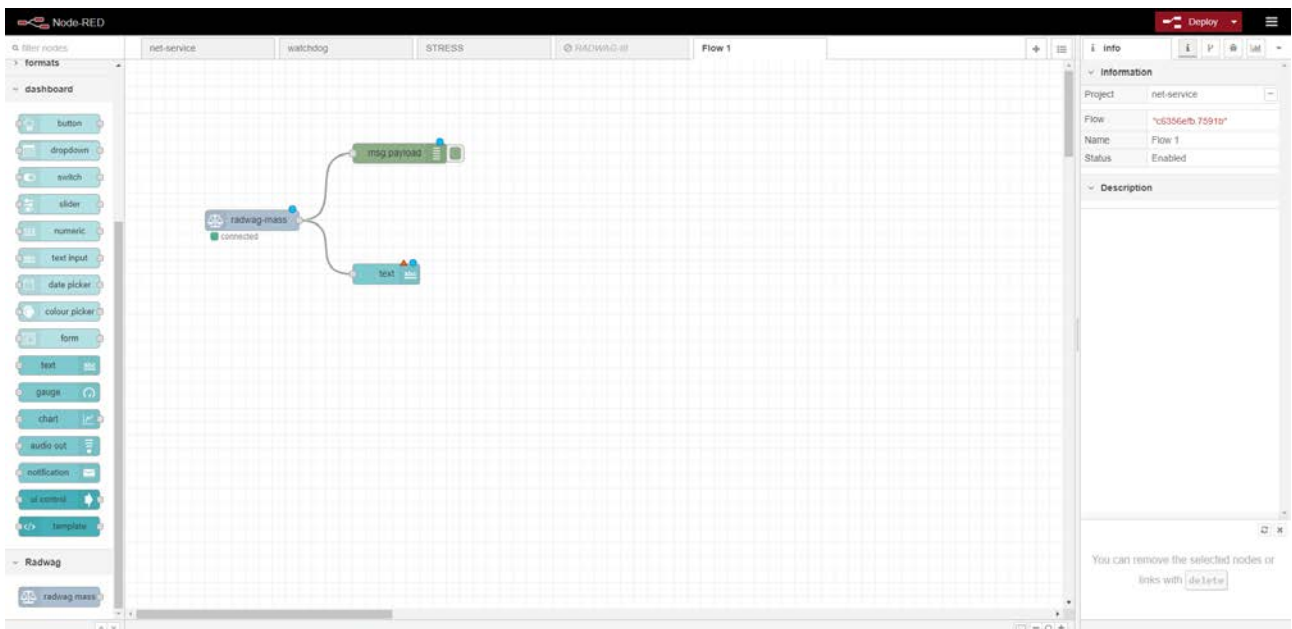 Node-RED
Deploy
filter nodes
net-service
watchdog
STRESS
RADWAG-III
Flow 1
info
formats
dashboard
button
dropdown
switch
slider
numeric
text input
date picker
colour picker
form
text
gauge
chart
audio out
notification
ui control
template
Radwag
radwag mass
msg.payload
radwag-mass
connected
text
abc
Information
Project net-service
Flow "c6356efb.7591b"
Name Flow 1
Status Enabled
Description
You can remove the selected nodes or
links with delete